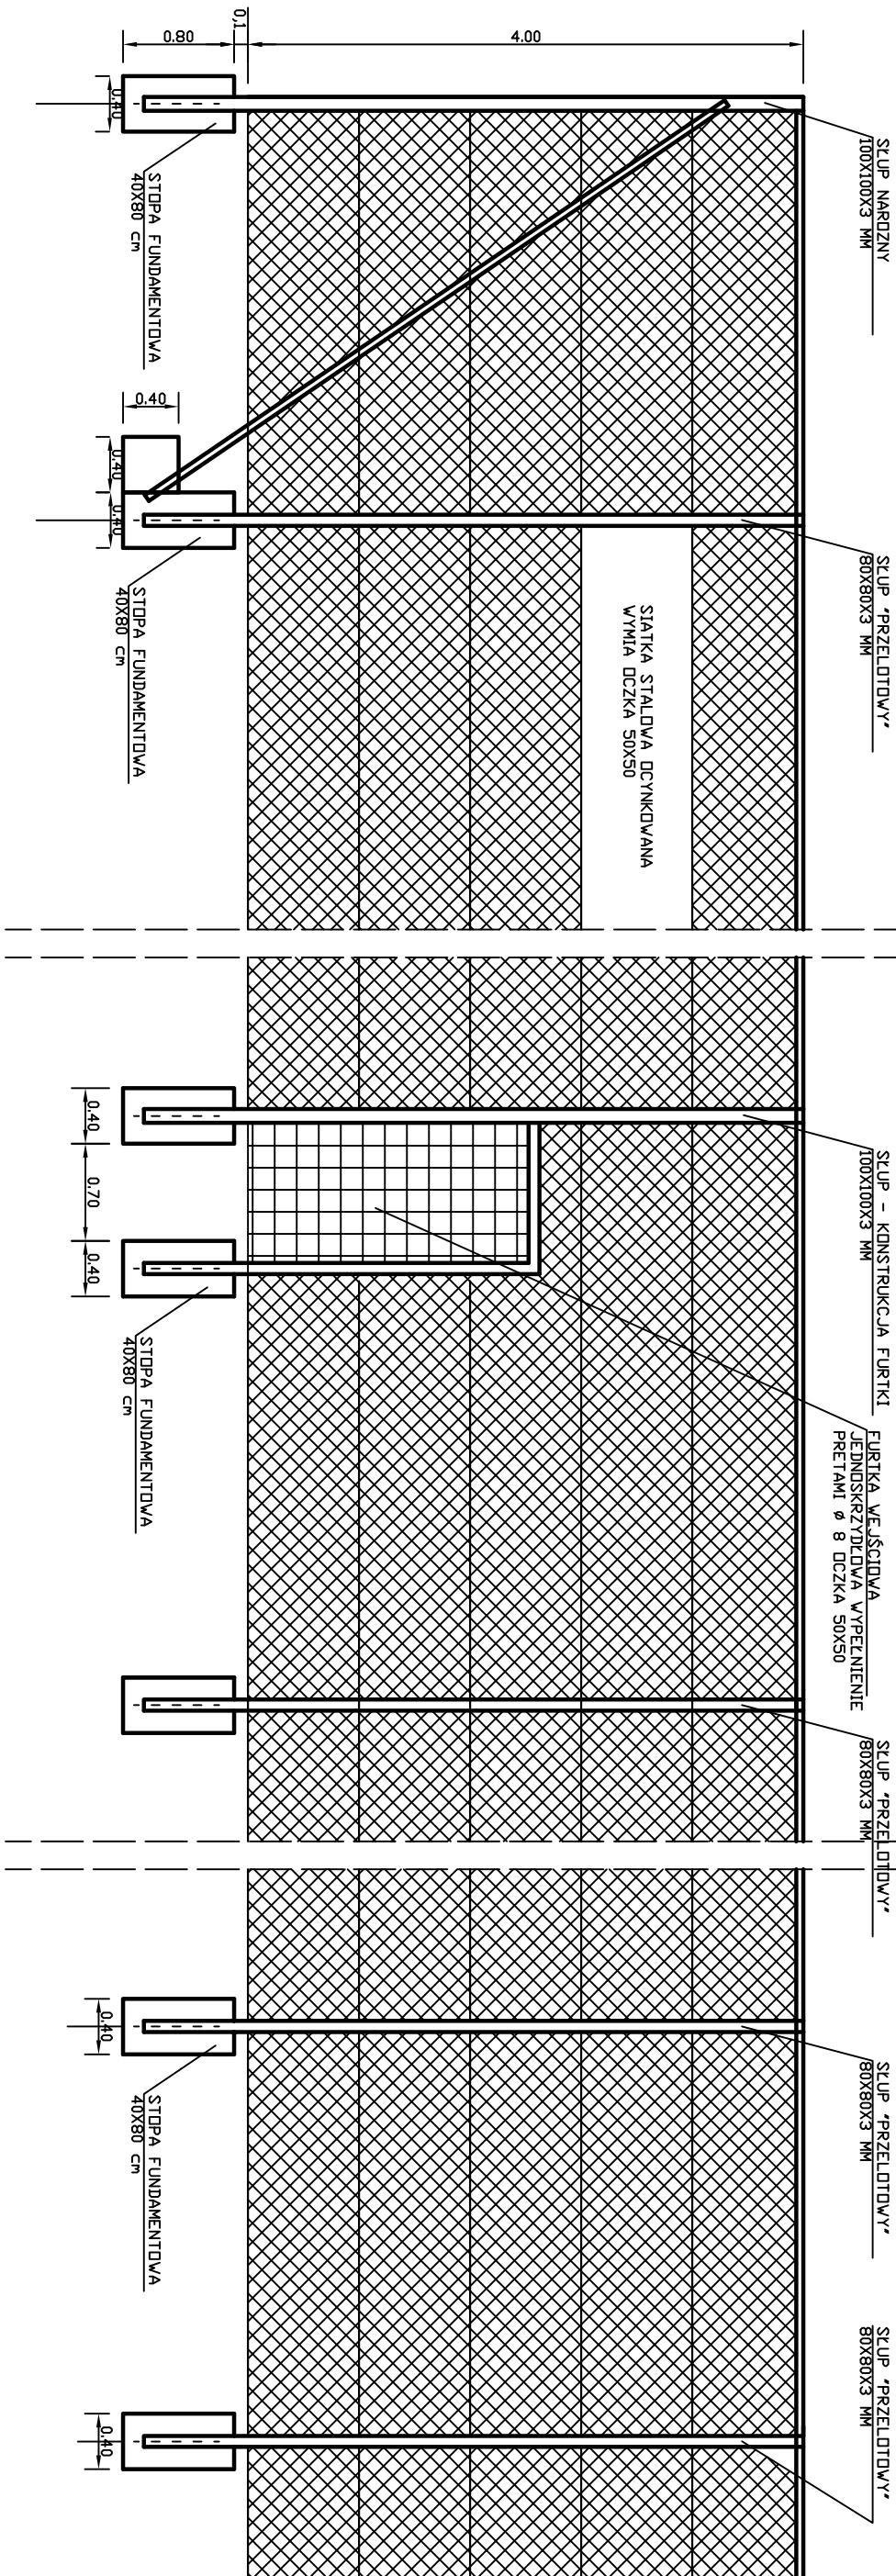 SŁUP NAROZNY
100X100X3 MM
SŁUP "PRZELOTOWY"
80X80X3 MM
SŁUP - KONSTRUKCJA FURTKI
100X100X3 MM
FURTKA WEJŚCIOWA
JEDNOSKRZYDŁOWA WYPEŁNIENIE
PRETAMI Ø 8 OCZKA 50X50
SŁUP "PRZELOTOWY"
80X80X3 MM
SŁUP "PRZELOTOWY"
80X80X3 MM
SŁUP "PRZELOTOWY"
80X80X3 MM
4.00
0,1
0.80
SIATKA STALOWA OCYNKOWANA
WYMIA OCZKA 50X50
0.40
STOPA FUNDAMENTOWA
40X80 cm
0.40
0.40
0.40
STOPA FUNDAMENTOWA
40X80 cm
0.40
0.70
0.40
STOPA FUNDAMENTOWA
40X80 cm
0.40
STOPA FUNDAMENTOWA
40X80 cm
0.40